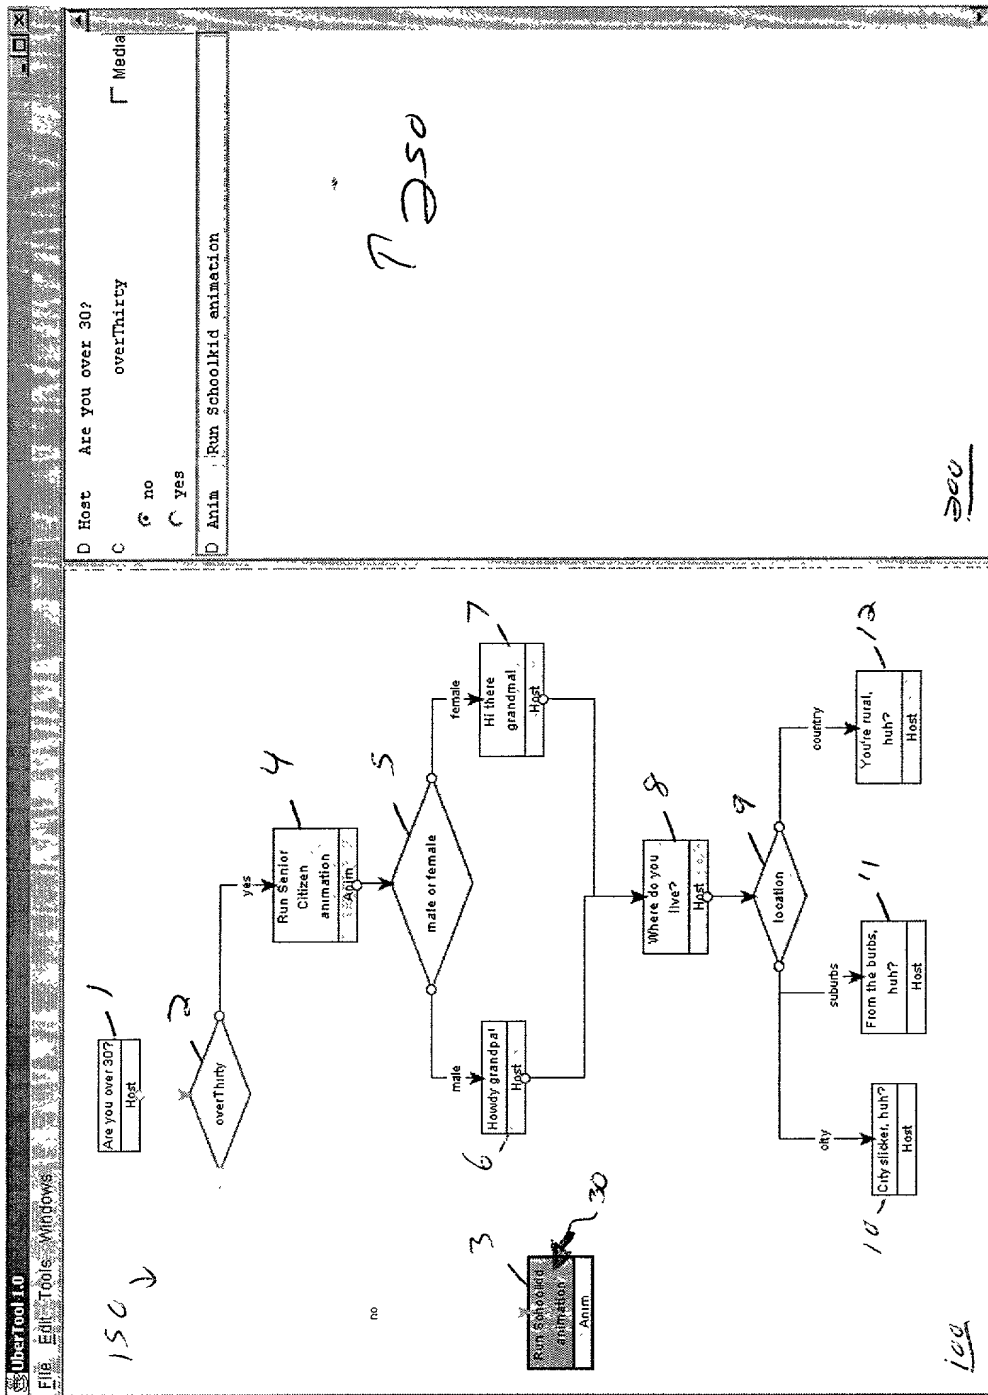 UberTool 1.0
File Edit Tools Windows
150
Are you over 30?
Host
1
overThirty
2
yes
no
Run Schoolkid
animation
Anim
3
30
Run Senior
Citizen
animation
Anim
4
male or female
5
male
female
Howdy grandpa!
Host
6
Hi there
grandma!
Host
7
Where do you
live?
Host
8
location
9
city
suburbs
country
City slicker, huh?
Host
10
From the burbs,
huh?
Host
11
You're rural,
huh?
Host
12
100
D Host Are you over 30?
C overThirty Media
no
yes
D Anim Run Schoolkid animation
250
200